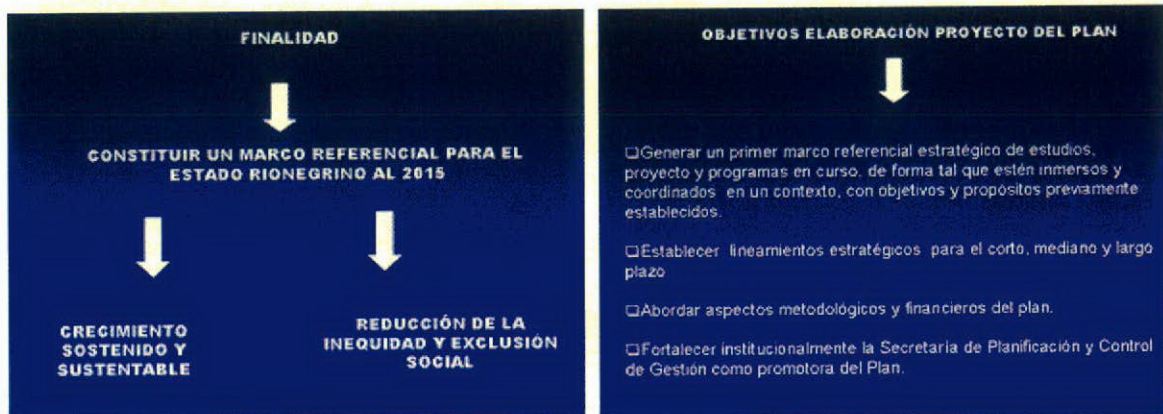 FINALIDAD
CONSTITUIR UN MARCO REFERENCIAL PARA EL
ESTADO RIONEGRINO AL 2015
CRECIMIENTO
SOSTENIDO Y
SUSTENTABLE
REDUCCIÓN DE LA
INEQUIDAD Y EXCLUSIÓN
SOCIAL
OBJETIVOS ELABORACIÓN PROYECTO DEL PLAN
❑Generar un primer marco referencial estratégico de estudios,
proyecto y programas en curso, de forma tal que estén inmersos y
coordinados en un contexto, con objetivos y propósitos previamente
establecidos.
❑Establecer lineamientos estratégicos para el corto, mediano y largo
plazo
❑Abordar aspectos metodológicos y financieros del plan.
❑Fortalecer institucionalmente la Secretaría de Planificación y Control
de Gestión como promotora del Plan.